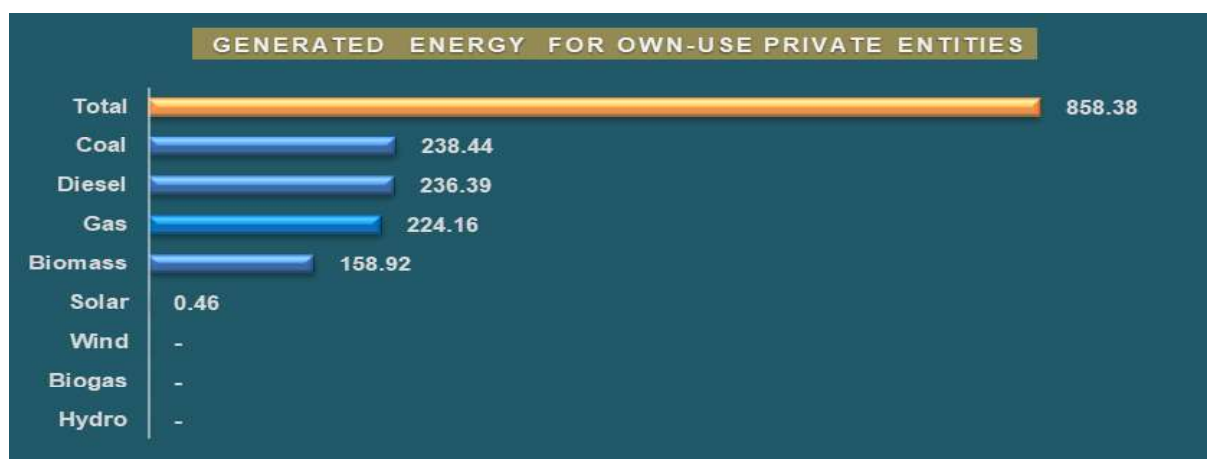 GENERATED ENERGY FOR OWN-USE PRIVATE ENTITIES
Total 858.38
Coal 238.44
Diesel 236.39
Gas 224.16
Biomass 158.92
Solar 0.46
Wind -
Biogas -
Hydro -